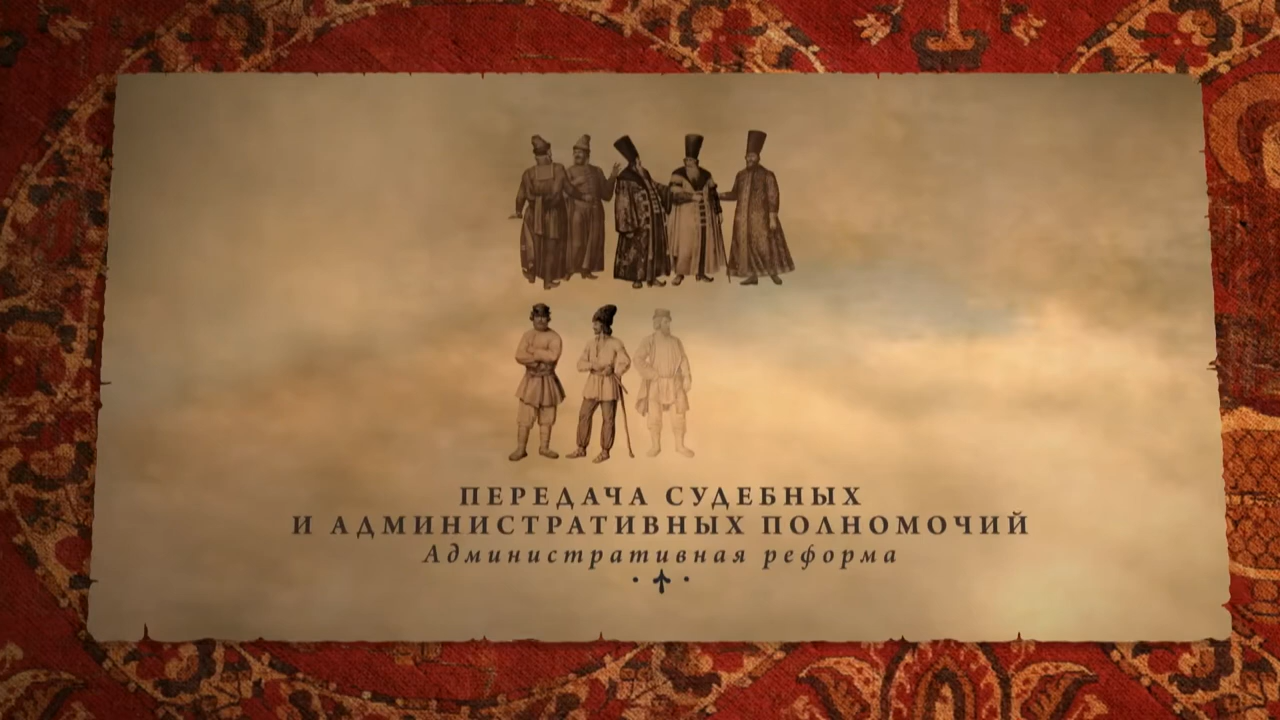 ПЕРЕДАЧА СУДЕБНЫХ
И АДМИНИСТРАТИВНЫХ ПОЛНОМОЧИЙ
Административная реформа